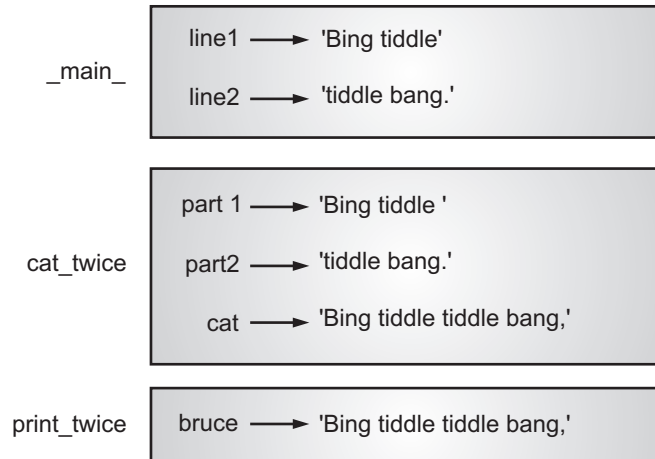 line1 'Bing tiddle'
_main_
line2 'tiddle bang.'
part 1 'Bing tiddle '
cat_twice part2 'tiddle bang.'
cat 'Bing tiddle tiddle bang,'
print_twice bruce 'Bing tiddle tiddle bang,'